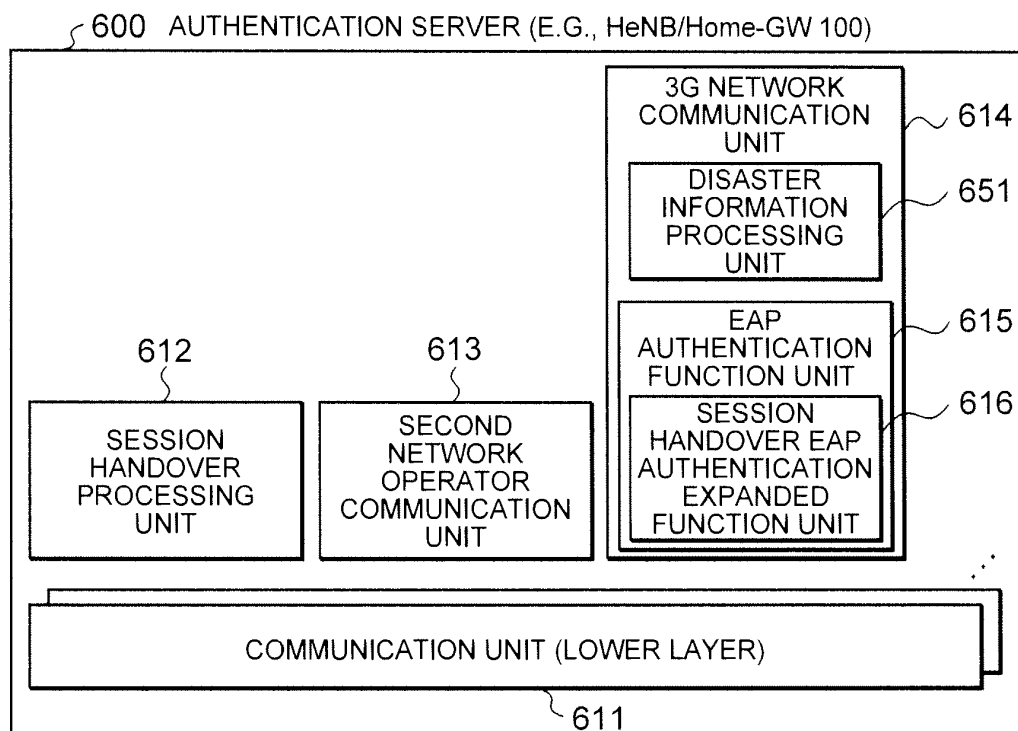 600 AUTHENTICATION SERVER (E.G., HeNB/Home-GW 100)
3G NETWORK
COMMUNICATION
UNIT
614
DISASTER
INFORMATION
PROCESSING
UNIT
651
EAP
AUTHENTICATION
FUNCTION UNIT
615
SESSION
HANDOVER EAP
AUTHENTICATION
EXPANDED
FUNCTION UNIT
616
612
SESSION
HANDOVER
PROCESSING
UNIT
613
SECOND
NETWORK
OPERATOR
COMMUNICATION
UNIT
COMMUNICATION UNIT (LOWER LAYER)
611